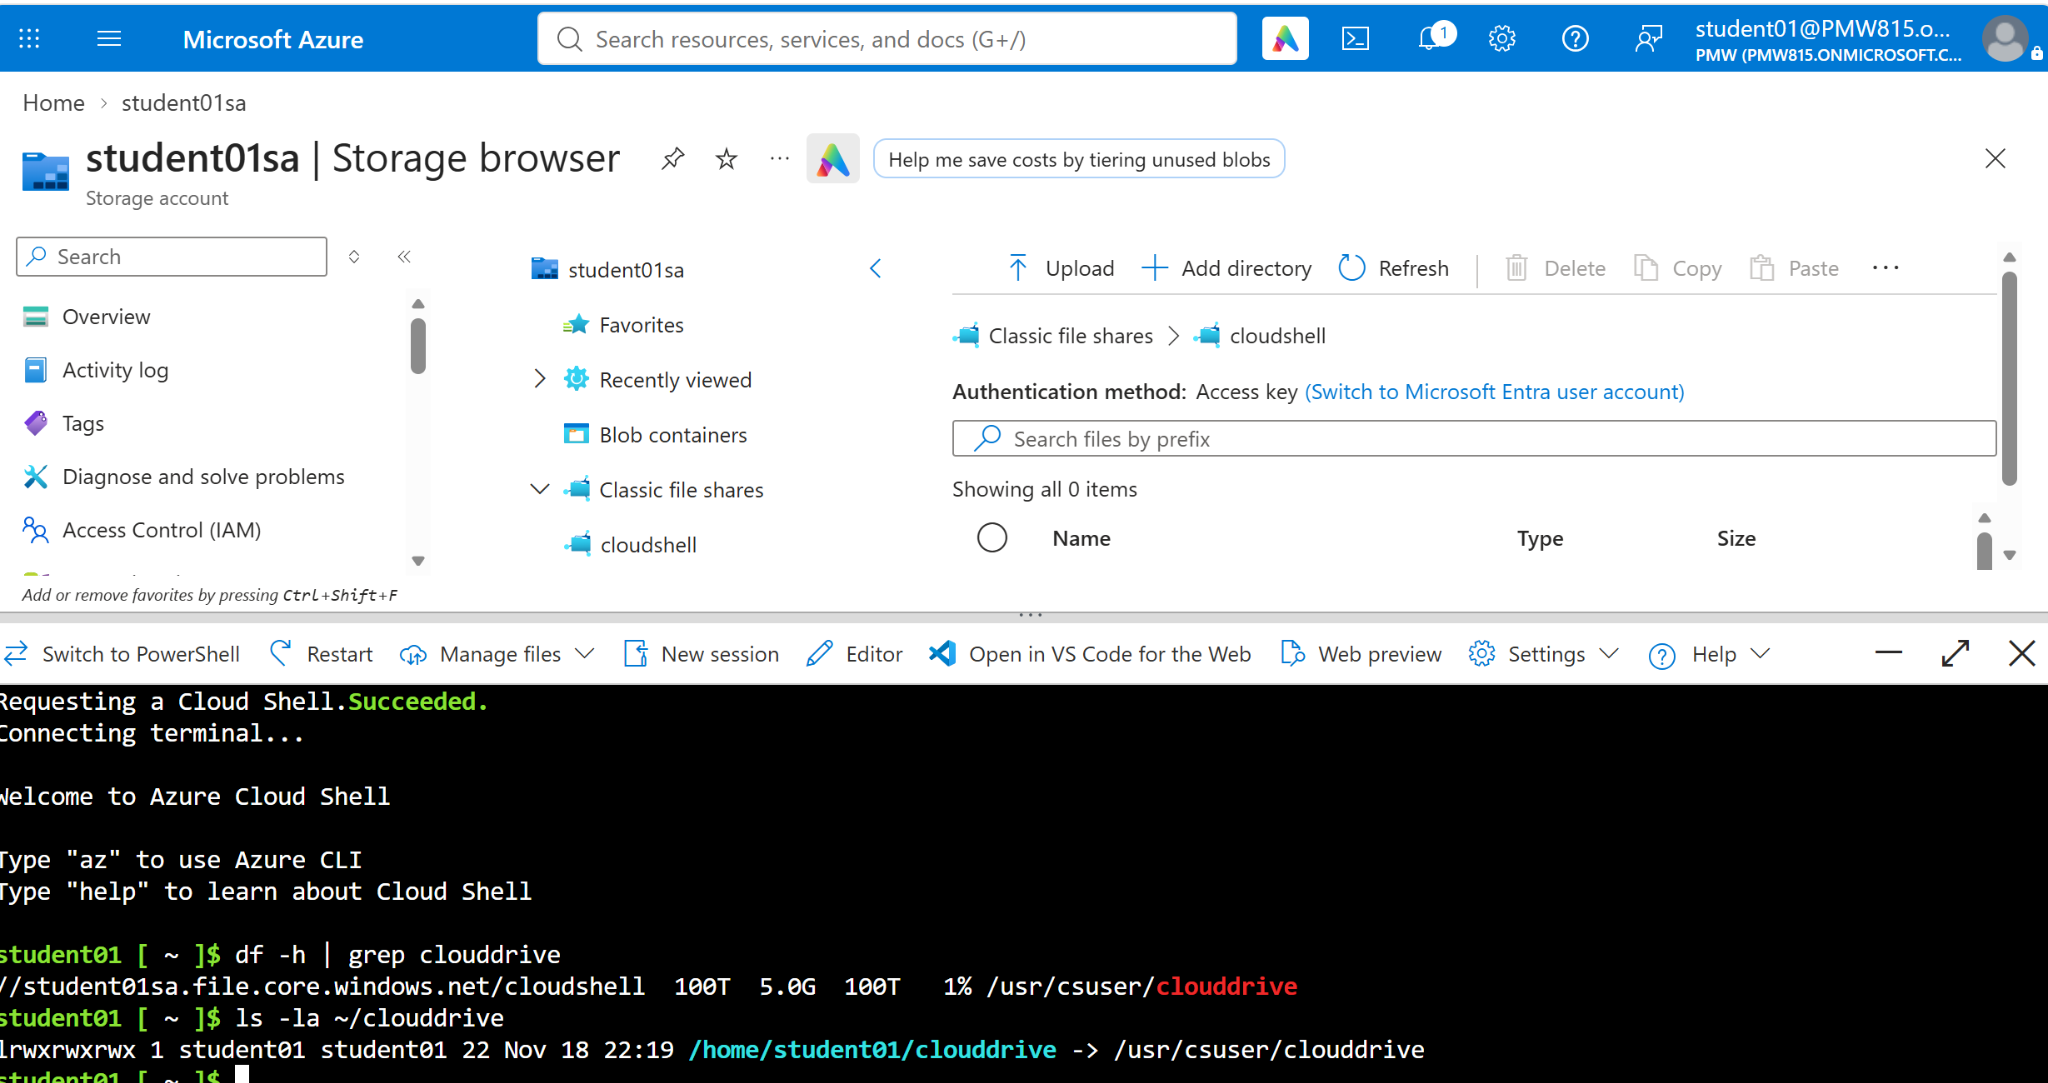 Microsoft Azure
Search resources, services, and docs (G+/)
1
student01@PMW815.o...
PMW (PMW815.ONMICROSOFT.C...
Home > student01sa
student01sa | Storage browser
Help me save costs by tiering unused blobs
Storage account
Search
Overview
Activity log
Tags
Diagnose and solve problems
Access Control (IAM)
Add or remove favorites by pressing Ctrl+Shift+F
student01sa
Favorites
Recently viewed
Blob containers
Classic file shares
cloudshell
Upload
Add directory
Refresh
Delete
Copy
Paste
Classic file shares > cloudshell
Authentication method: Access key (Switch to Microsoft Entra user account)
Search files by prefix
Showing all 0 items
Name Type Size
Switch to PowerShell Restart Manage files New session Editor Open in VS Code for the Web Web preview Settings Help
Requesting a Cloud Shell.Succeeded.
Connecting terminal...
Welcome to Azure Cloud Shell
Type "az" to use Azure CLI
Type "help" to learn about Cloud Shell
student01 [ ~ ]$ df -h | grep clouddrive
//student01sa.file.core.windows.net/cloudshell 100T 5.0G 100T 1% /usr/csuser/clouddrive
student01 [ ~ ]$ ls -la ~/clouddrive
lrwxrwxrwx 1 student01 student01 22 Nov 18 22:19 /home/student01/clouddrive -> /usr/csuser/clouddrive
student01 [ ~ ]$